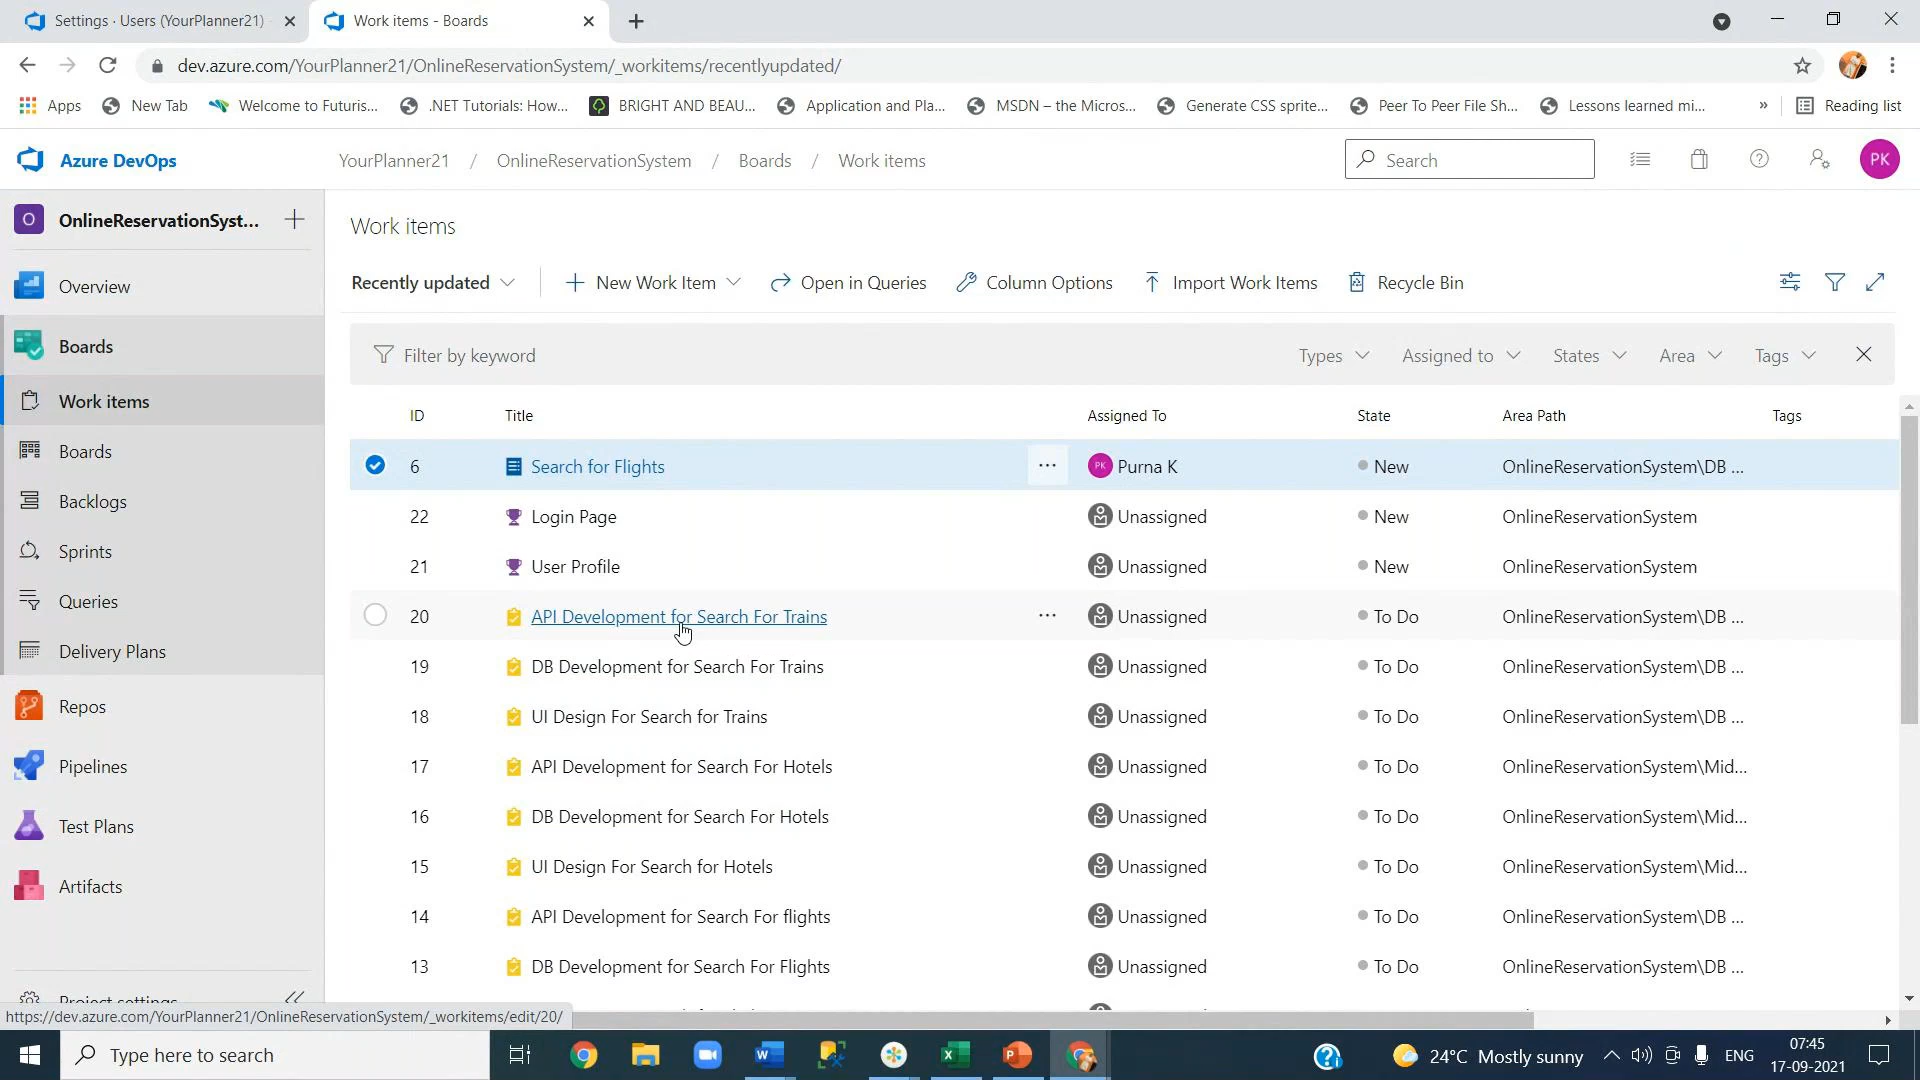 Settings · Users (YourPlanner21)
Work items - Boards
dev.azure.com/YourPlanner21/OnlineReservationSystem/_workitems/recentlyupdated/
Apps
New Tab
Welcome to Futuris...
.NET Tutorials: How...
BRIGHT AND BEAU...
Application and Pla...
MSDN – the Micros...
Generate CSS sprite...
Peer To Peer File Sh...
Lessons learned mi...
»
Reading list
Azure DevOps
YourPlanner21 / OnlineReservationSystem / Boards / Work items
Search
PK
O
OnlineReservationSyst...
Overview
Boards
Work items
Boards
Backlogs
Sprints
Queries
Delivery Plans
Repos
Pipelines
Test Plans
Artifacts
Work items
Recently updated
New Work Item
Open in Queries
Column Options
Import Work Items
Recycle Bin
Filter by keyword
Types
Assigned to
States
Area
Tags
ID Title Assigned To State Area Path Tags
6 Search for Flights ... PK Purna K New OnlineReservationSystem\DB ...
22 Login Page Unassigned New OnlineReservationSystem
21 User Profile Unassigned New OnlineReservationSystem
20 API Development for Search For Trains ... Unassigned To Do OnlineReservationSystem\DB ...
19 DB Development for Search For Trains Unassigned To Do OnlineReservationSystem\DB ...
18 UI Design For Search for Trains Unassigned To Do OnlineReservationSystem\DB ...
17 API Development for Search For Hotels Unassigned To Do OnlineReservationSystem\Mid...
16 DB Development for Search For Hotels Unassigned To Do OnlineReservationSystem\Mid...
15 UI Design For Search for Hotels Unassigned To Do OnlineReservationSystem\Mid...
14 API Development for Search For flights Unassigned To Do OnlineReservationSystem\DB ...
13 DB Development for Search For Flights Unassigned To Do OnlineReservationSystem\DB ...
Project settings
https://dev.azure.com/YourPlanner21/OnlineReservationSystem/_workitems/edit/20/
Type here to search
24°C Mostly sunny
ENG
07:45
17-09-2021